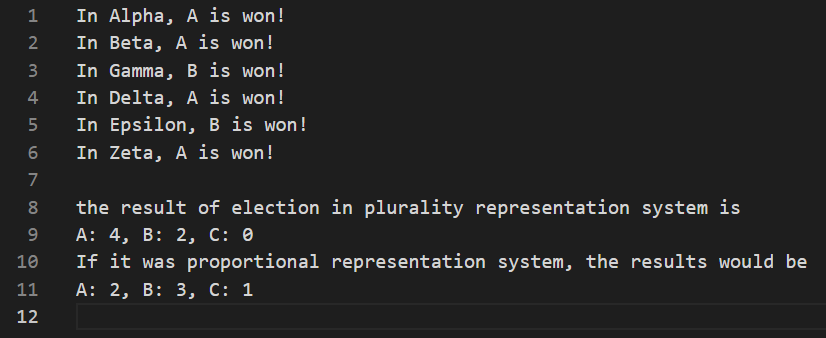 1 In Alpha, A is won!
2 In Beta, A is won!
3 In Gamma, B is won!
4 In Delta, A is won!
5 In Epsilon, B is won!
6 In Zeta, A is won!
7
8 the result of election in plurality representation system is
9 A: 4, B: 2, C: 0
10 If it was proportional representation system, the results would be
11 A: 2, B: 3, C: 1
12